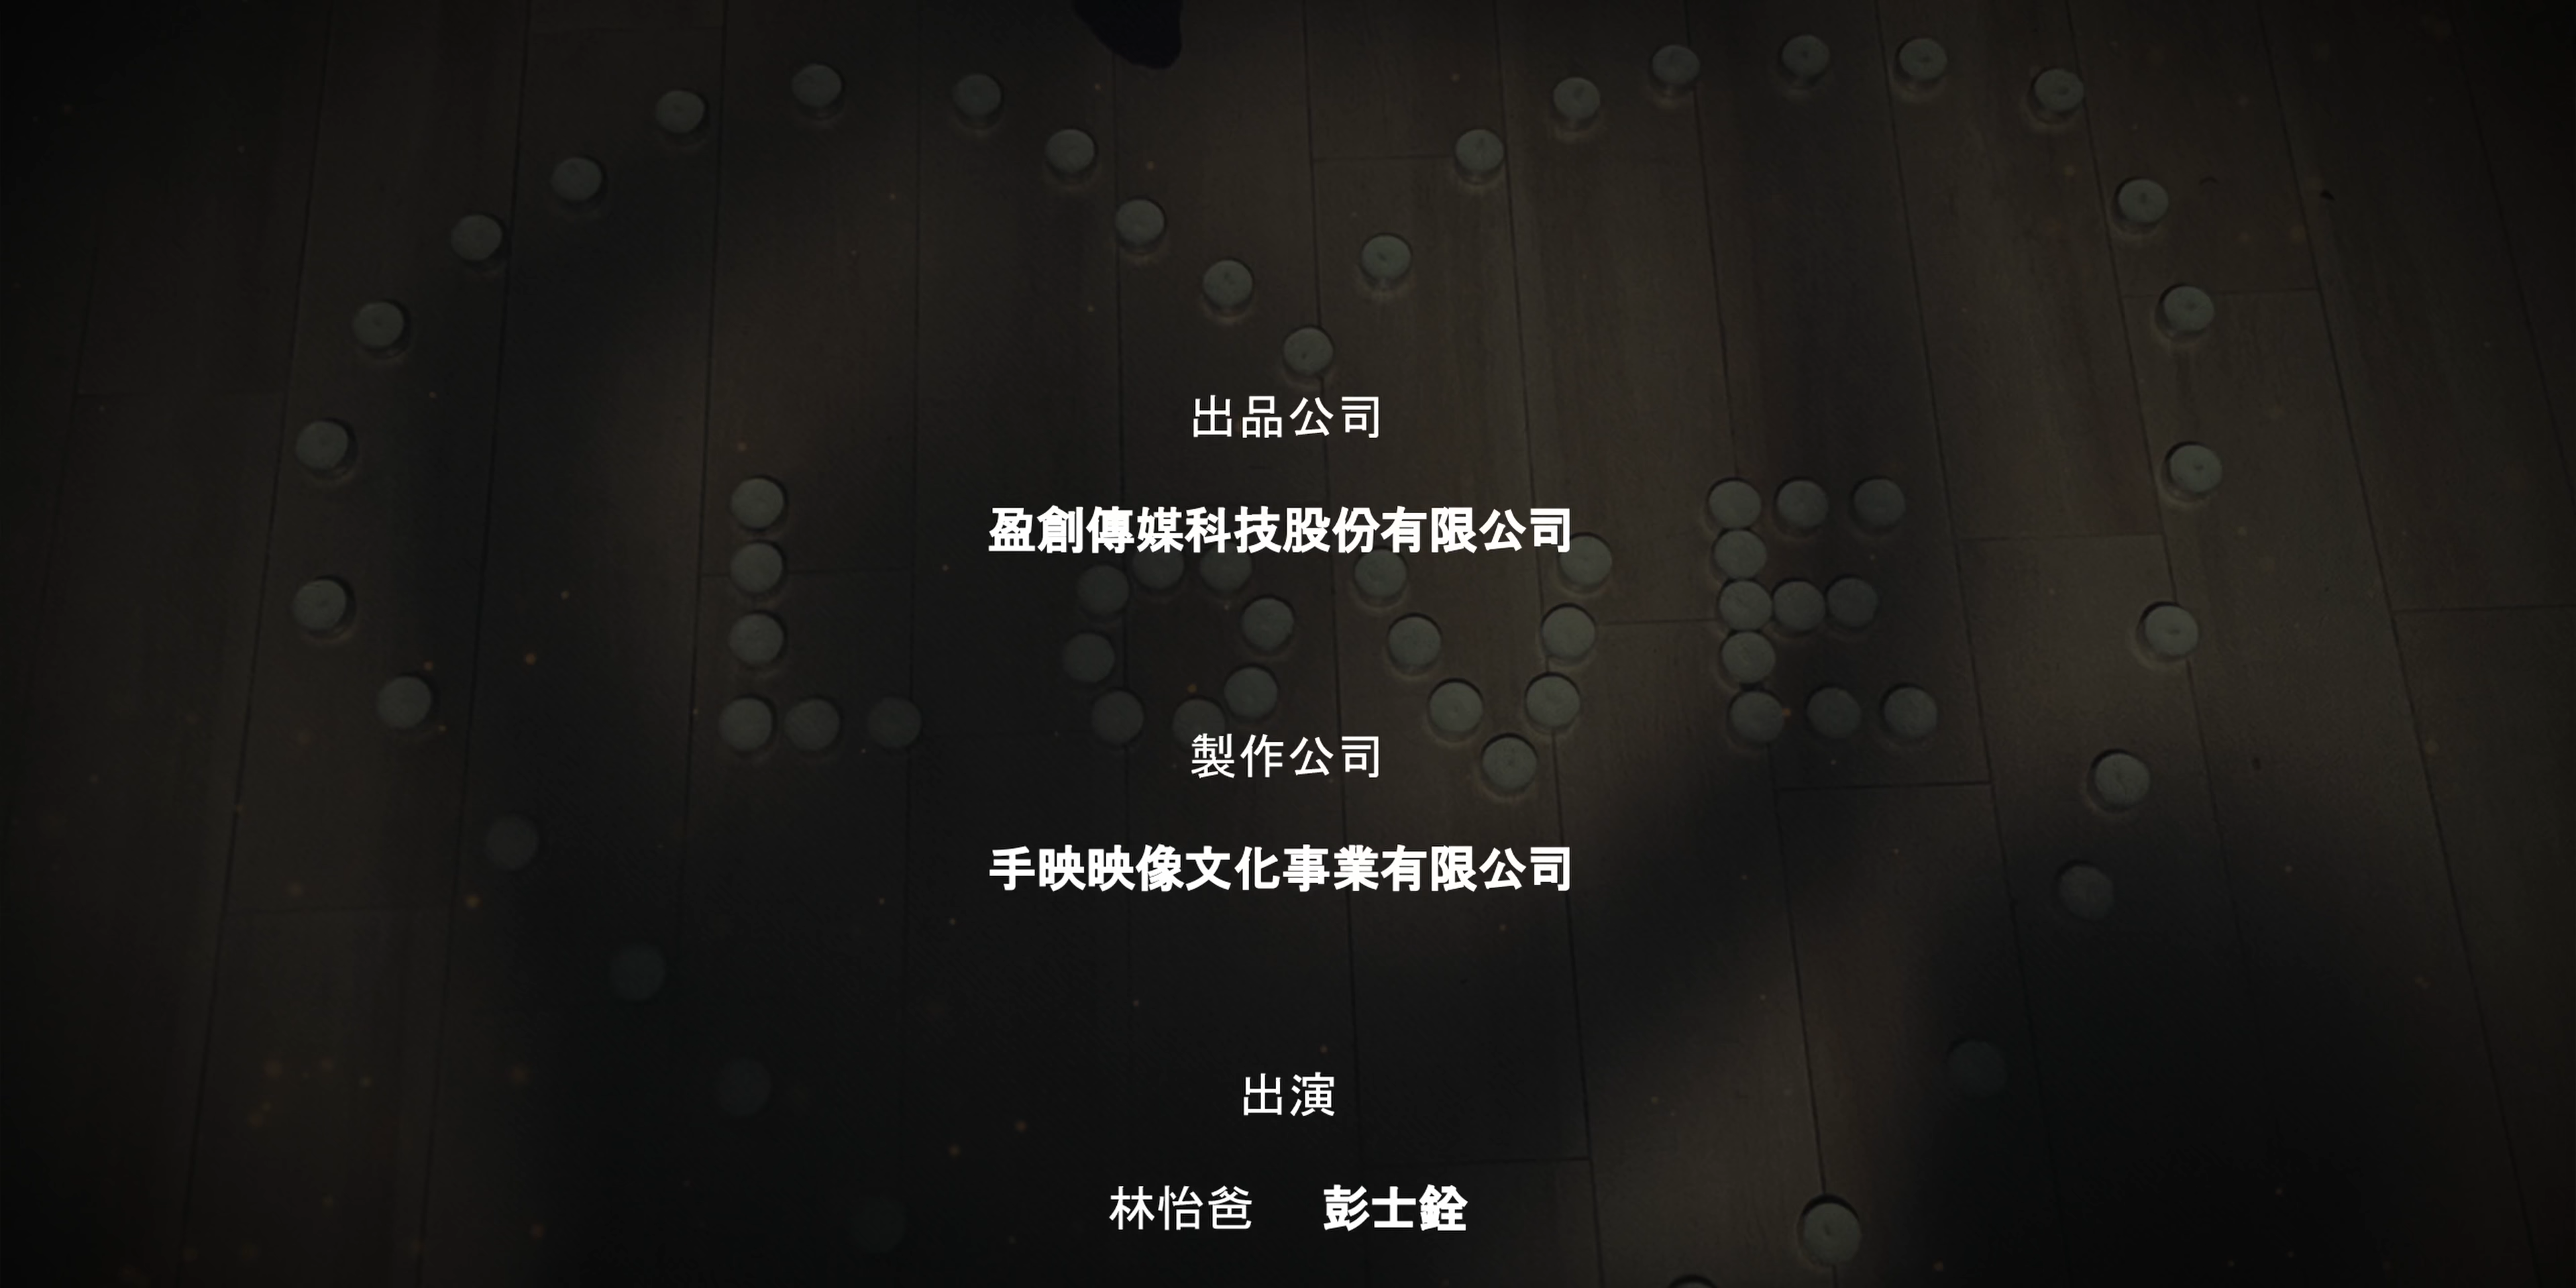 出品公司
盈創傳媒科技股份有限公司
LOVE
製作公司
手映映像文化事業有限公司
出演
林怡爸 彭士銓